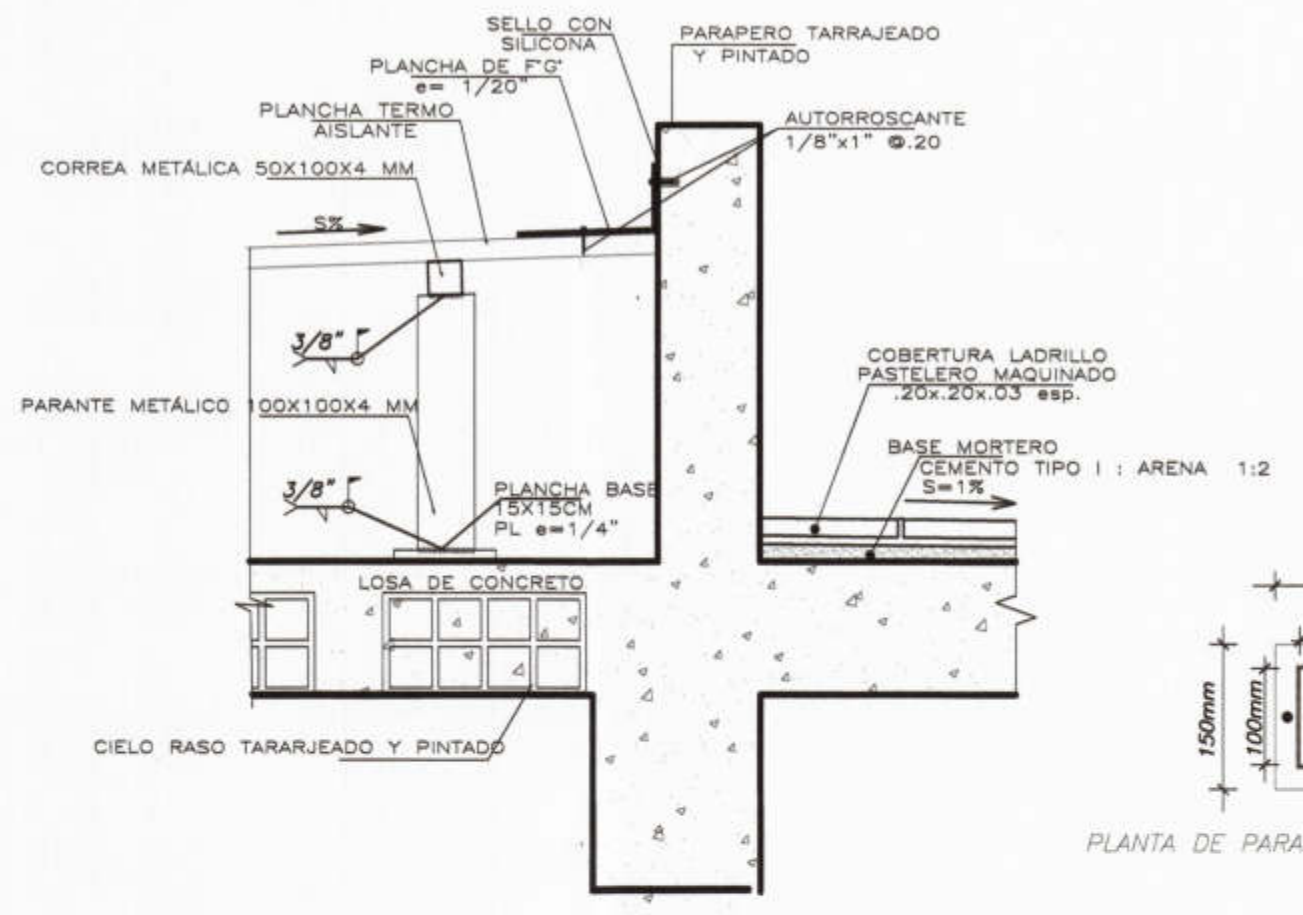 SELLO CON
SILICONA
PARAPERO TARRAJEADO
Y PINTADO
PLANCHA DE F°G°
e= 1/20"
PLANCHA TERMO
AISLANTE
AUTORROSCANTE
1/8"x1" @.20
CORREA METÁLICA 50X100X4 MM
S%
3/8"
COBERTURA LADRILLO
PASTELERO MAQUINADO
.20x.20x.03 esp.
PARANTE METÁLICO 100X100X4 MM
BASE MORTERO
CEMENTO TIPO I : ARENA 1:2
S=1%
3/8"
PLANCHA BASE
15X15CM
PL e=1/4"
LOSA DE CONCRETO
CIELO RASO TARARJEADO Y PINTADO
150mm
100mm
PLANTA DE PARA